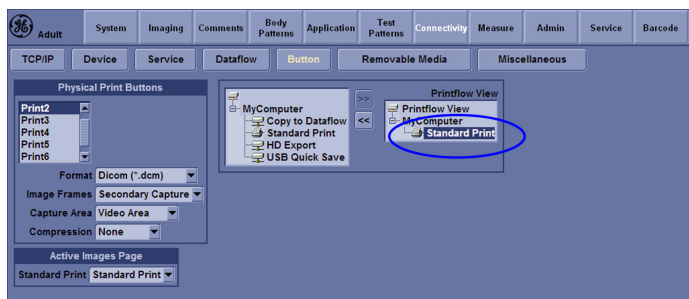 Adult
System
Imaging
Comments
Body
Patterns
Application
Test
Patterns
Connectivity
Measure
Admin
Service
Barcode
TCP/IP
Device
Service
Dataflow
Button
Removable Media
Miscellaneous
Physical Print Buttons
Print2
Print3
Print4
Print5
Print6
Format Dicom (*.dcm)
Image Frames Secondary Capture
Capture Area Video Area
Compression None
Active Images Page
Standard Print Standard Print
MyComputer
Copy to Dataflow
Standard Print
HD Export
USB Quick Save
>>
<<
Printflow View
Printflow View
MyComputer
Standard Print